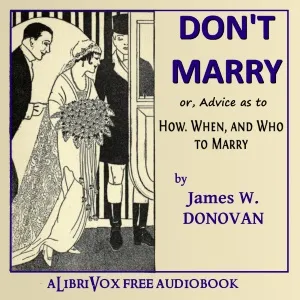 DON'T
MARRY
or, Advice as to
HOW. WHEN, AND WHO
TO MARRY
by
James W.
DONOVAN
A LIBRIVOX FREE AUDIOBOOK